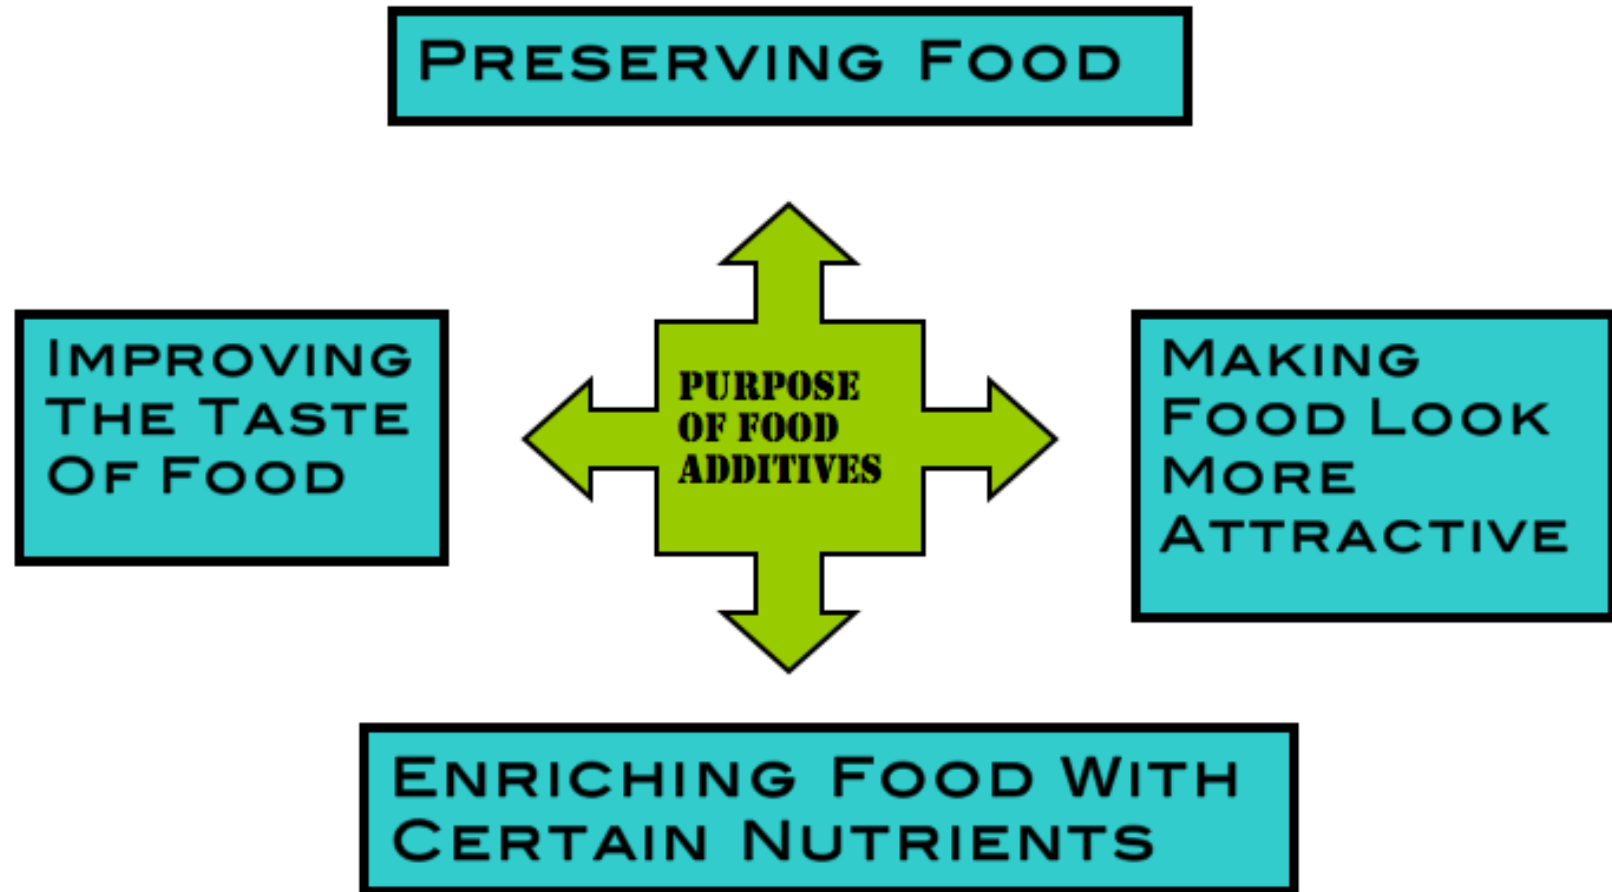 PRESERVING FOOD
IMPROVING
THE TASTE
OF FOOD
PURPOSE
OF FOOD
ADDITIVES
MAKING
FOOD LOOK
MORE
ATTRACTIVE
ENRICHING FOOD WITH
CERTAIN NUTRIENTS